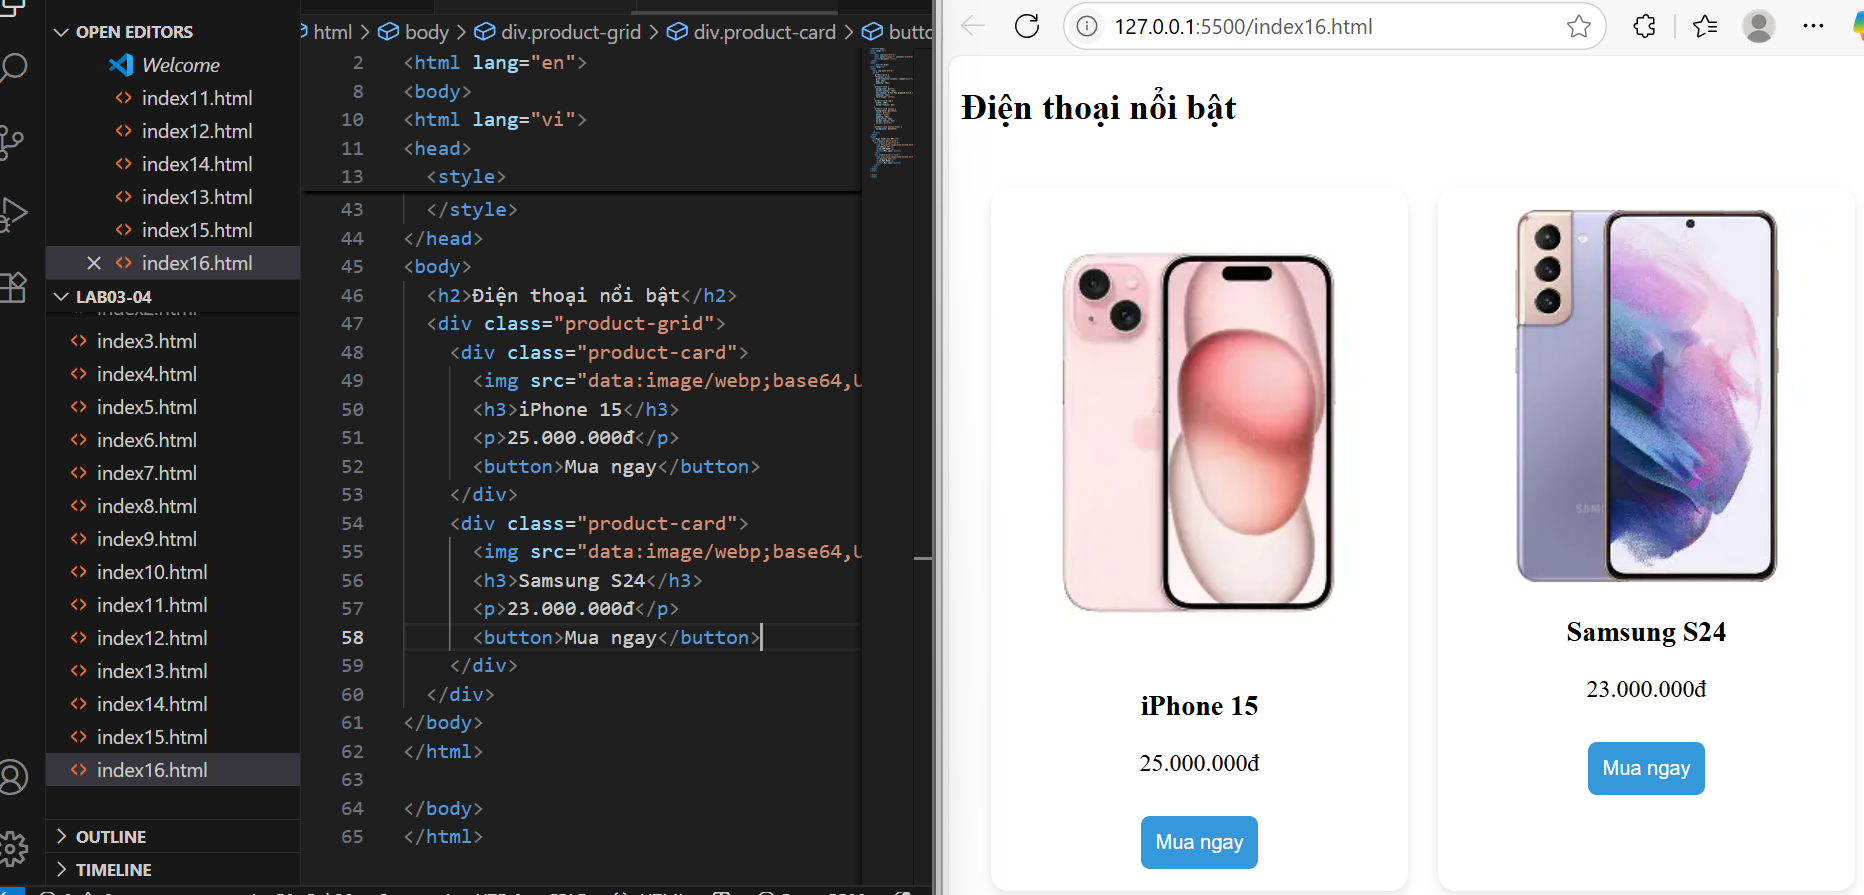 OPEN EDITORS
Welcome
index11.html
index12.html
index14.html
index13.html
index15.html
index16.html
LAB03-04
index2.html
index3.html
index4.html
index5.html
index6.html
index7.html
index8.html
index9.html
index10.html
index11.html
index12.html
index13.html
index14.html
index15.html
index16.html
OUTLINE
TIMELINE
html > body > div.product-grid > div.product-card > butto
2 <html lang="en">
8 <body>
10 <html lang="vi">
11 <head>
13 <style>
43 </style>
44 </head>
45 <body>
46 <h2>Điện thoại nổi bật</h2>
47 <div class="product-grid">
48 <div class="product-card">
49 <img src="data:image/webp;base64,U
50 <h3>iPhone 15</h3>
51 <p>25.000.000đ</p>
52 <button>Mua ngay</button>
53 </div>
54 <div class="product-card">
55 <img src="data:image/webp;base64,U
56 <h3>Samsung S24</h3>
57 <p>23.000.000đ</p>
58 <button>Mua ngay</button>
59 </div>
60 </div>
61 </body>
62 </html>
63
64 </body>
65 </html>
127.0.0.1:5500/index16.html
Điện thoại nổi bật
iPhone 15
25.000.000đ
Mua ngay
SAMS
Samsung S24
23.000.000đ
Mua ngay